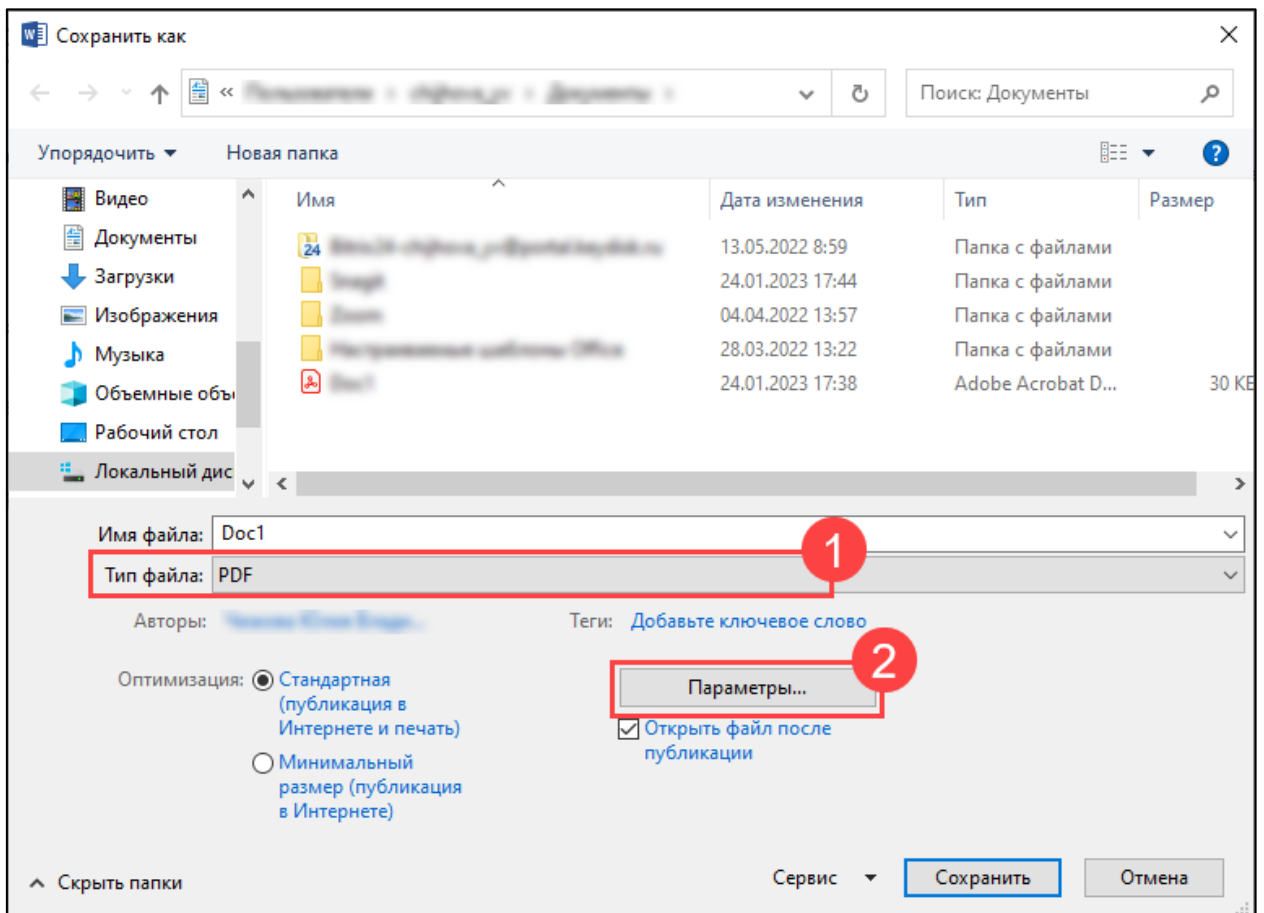 Сохранить как
«
Поиск: Документы
Упорядочить
Новая папка
?
Видео
Документы
Загрузки
Изображения
Музыка
Объемные объ
Рабочий стол
Локальный дис
Имя Дата изменения Тип Размер
24 13.05.2022 8:59 Папка с файлами
24.01.2023 17:44 Папка с файлами
04.04.2022 13:57 Папка с файлами
28.03.2022 13:22 Папка с файлами
24.01.2023 17:38 Adobe Acrobat D... 30 КБ
Имя файла: Doc1
1
Тип файла: PDF
Авторы:
Теги: Добавьте ключевое слово
2
Оптимизация: Стандартная
(публикация в
Интернете и печать)
Минимальный
размер (публикация
в Интернете)
Параметры...
Открыть файл после
публикации
Скрыть папки
Сервис
Сохранить
Отмена